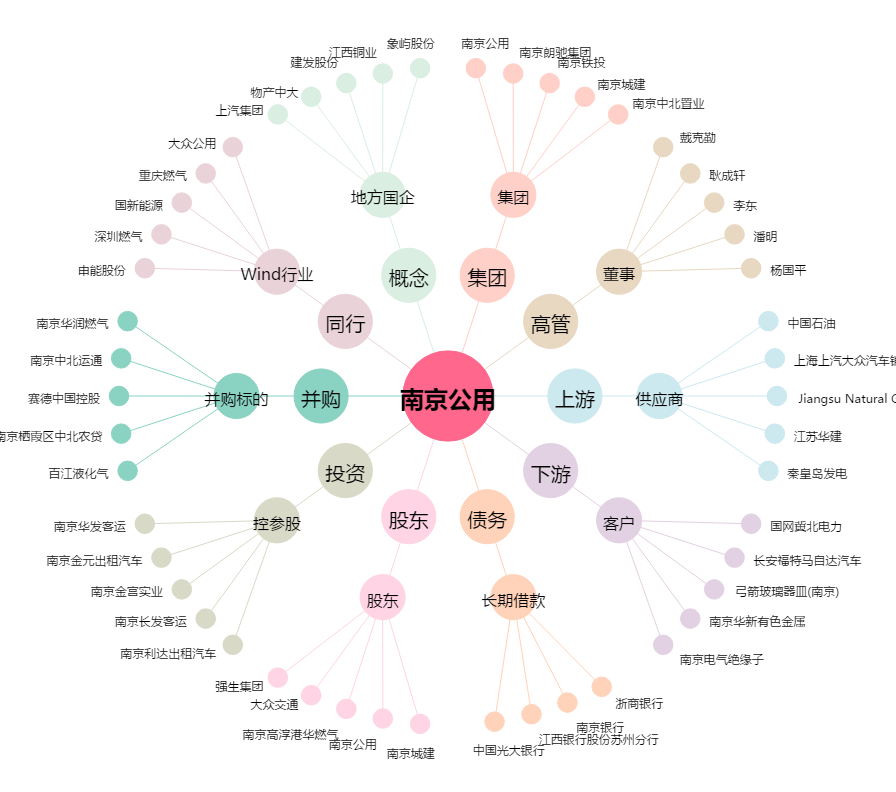 象屿股份
江西铜业
建发股份
物产中大
上汽集团
地方国企
概念
南京公用
南京朗驰集团
南京铁投
南京城建
南京中北置业
集团
集团
戴克勤
耿成轩
李东
潘明
杨国平
董事
高管
大众公用
重庆燃气
国新能源
深圳燃气
申能股份
Wind行业
同行
南京华润燃气
南京中北运通
赛德中国控股
南京栖霞区中北农贷
百江液化气
并购标的
并购
南京公用
上游
供应商
中国石油
上海上汽大众汽车销
Jiangsu Natural G
江苏华建
秦皇岛发电
投资
控参股
南京华发客运
南京金元出租汽车
南京金宫实业
南京长发客运
南京利达出租汽车
下游
客户
国网冀北电力
长安福特马自达汽车
弓箭玻璃器皿(南京)
南京华新有色金属
南京电气绝缘子
股东
股东
强生集团
大众交通
南京高淳港华燃气
南京公用
南京城建
债务
长期借款
浙商银行
南京银行
江西银行股份苏州分行
中国光大银行